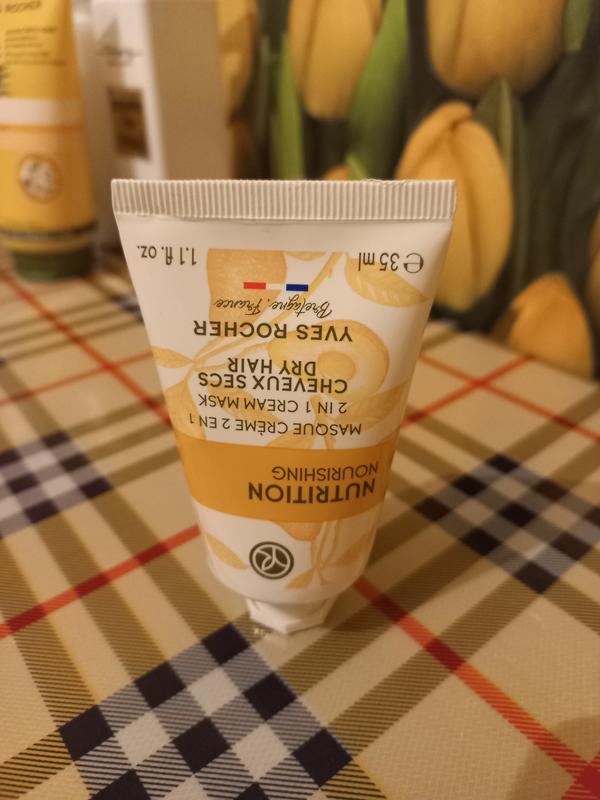 NUTRITION
NOURISHING
MASQUE CRÈME 2 EN 1
2 IN 1 CREAM MASK
CHEVEUX SECS
DRY HAIR
YVES ROCHER
Bretagne, France
℮35 ml 1.1 fl. oz.
ROCHER